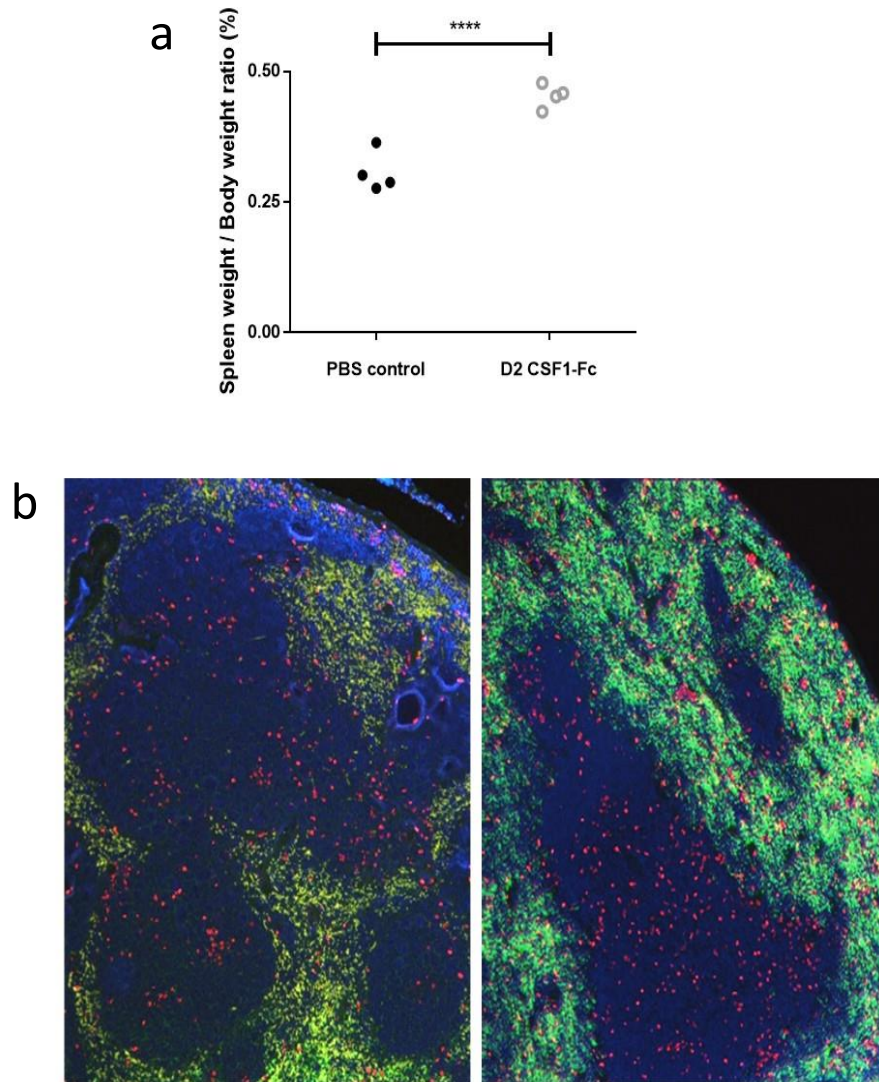 a
****
Spleen weight / Body weight ratio (%)
0.50
0.25
0.00
PBS control
D2 CSF1-Fc
b